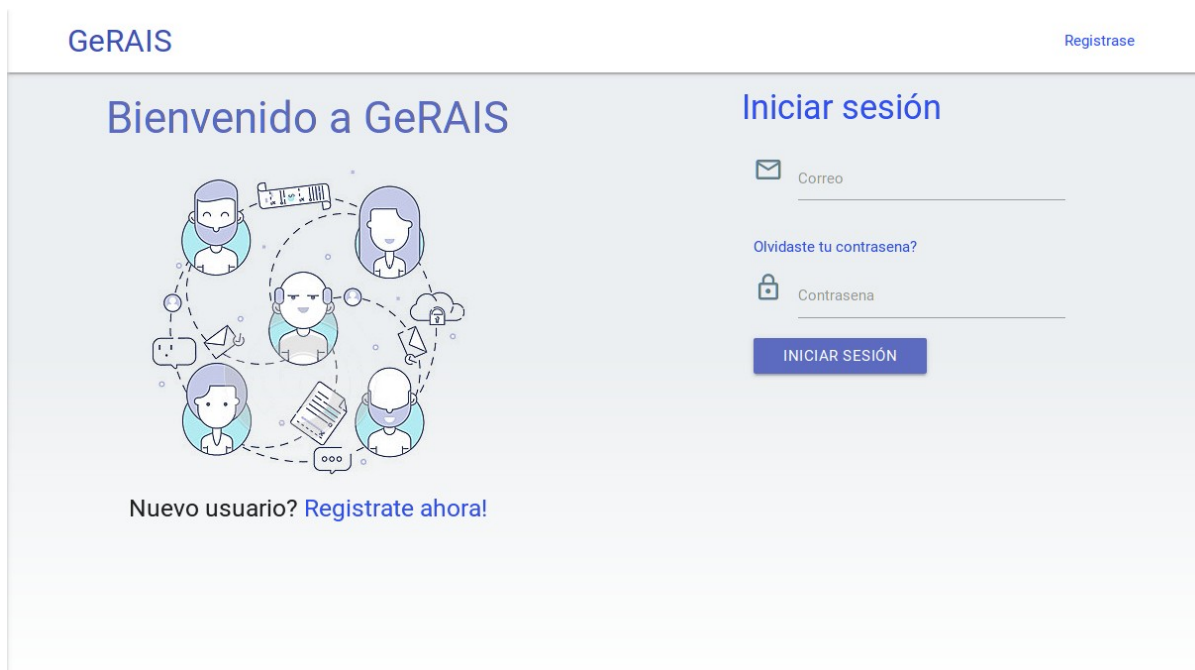 GeRAIS
Registrase
Bienvenido a GeRAIS
Nuevo usuario? Registrate ahora!
Iniciar sesión
Correo
Olvidaste tu contrasena?
Contrasena
INICIAR SESIÓN